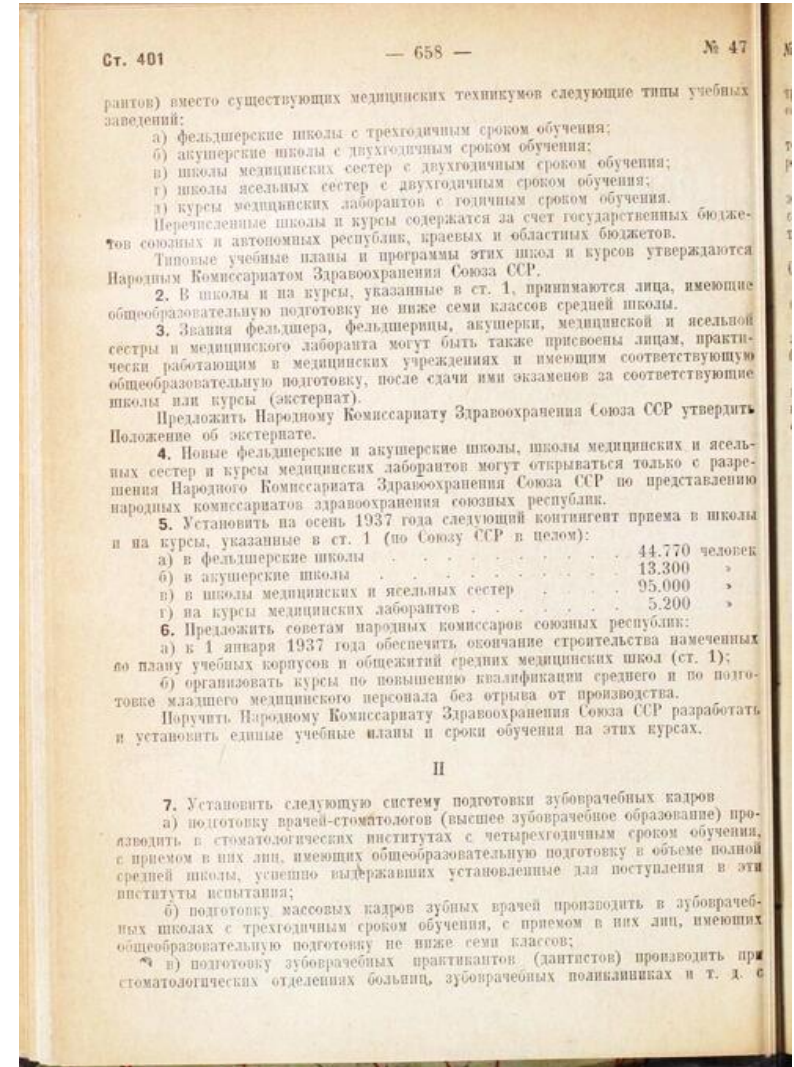 Ст. 401 — 658 — № 47
рантов) вместо существующих медицинских техникумов следующие типы учебных
заведений:
а) фельдшерские школы с трехгодичным сроком обучения;
б) акушерские школы с двухгодичным сроком обучения;
в) школы медицинских сестер с двухгодичным сроком обучения;
г) школы ясельных сестер с двухгодичным сроком обучения;
д) курсы медицинских лаборантов с годичным сроком обучения.
Перечисленные школы и курсы содержатся за счет государственных бюдже-
тов союзных и автономных республик, краевых и областных бюджетов.
Типовые учебные планы и программы этих школ и курсов утверждаются
Народным Комиссариатом Здравоохранения Союза ССР.
2. В школы и на курсы, указанные в ст. 1, принимаются лица, имеющие
общеобразовательную подготовку не ниже семи классов средней школы.
3. Звания фельдшера, фельдшерицы, акушерки, медицинской и ясельной
сестры и медицинского лаборанта могут быть также присвоены лицам, практи-
чески работающим в медицинских учреждениях и имеющим соответствующую
общеобразовательную подготовку, после сдачи ими экзаменов за соответствующие
школы или курсы (экстернат).
Предложить Народному Комиссариату Здравоохранения Союза ССР утвердить
Положение об экстернате.
4. Новые фельдшерские и акушерские школы, школы медицинских и ясель-
ных сестер и курсы медицинских лаборантов могут открываться только с разре-
шения Народного Комиссариата Здравоохранения Союза ССР по представлению
народных комиссариатов здравоохранения союзных республик.
5. Установить на осень 1937 года следующий контингент приема в школы
и на курсы, указанные в ст. 1 (по Союзу ССР в целом):
а) в фельдшерские школы . . . . . . . . . . 44.770 человек
б) в акушерские школы . . . . . . . . . . 13.300 »
в) в школы медицинских и ясельных сестер . . . . . 95.000 »
г) на курсы медицинских лаборантов . . . . . . . 5.200 »
6. Предложить советам народных комиссаров союзных республик:
а) к 1 января 1937 года обеспечить окончание строительства намеченных
по плану учебных корпусов и общежитий средних медицинских школ (ст. 1);
б) организовать курсы по повышению квалификации среднего и по подго-
товке младшего медицинского персонала без отрыва от производства.
Поручить Народному Комиссариату Здравоохранения Союза ССР разработать
и установить единые учебные планы и сроки обучения на этих курсах.
II
7. Установить следующую систему подготовки зубоврачебных кадров
а) подготовку врачей-стоматологов (высшее зубоврачебное образование) про-
изводить в стоматологических институтах с четырехгодичным сроком обучения,
с приемом в них лиц, имеющих общеобразовательную подготовку в объеме полной
средней школы, успешно выдержавших установленные для поступления в эти
институты испытания;
б) подготовку массовых кадров зубных врачей производить в зубоврачеб-
ных школах с трехгодичным сроком обучения, с приемом в них лиц, имеющих
общеобразовательную подготовку не ниже семи классов;
в) подготовку зубоврачебных практикантов (дантистов) производить при
стоматологических отделениях больниц, зубоврачебных поликлиниках и т. д. с